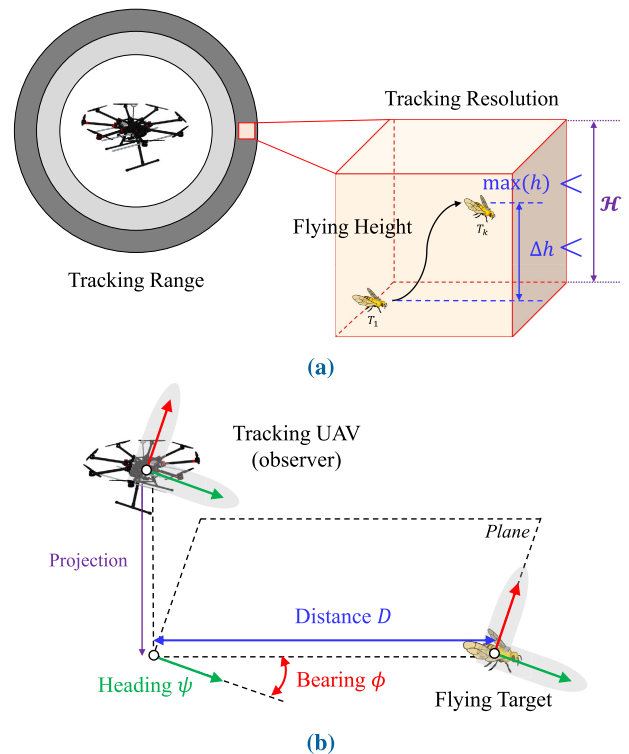 Tracking Resolution
max(h) <
ℋ
Flying Height
T_k
Δh <
T_1
Tracking Range
(a)
Tracking UAV
(observer)
Plane
Projection
Distance D
Heading ψ
Bearing ϕ
Flying Target
(b)